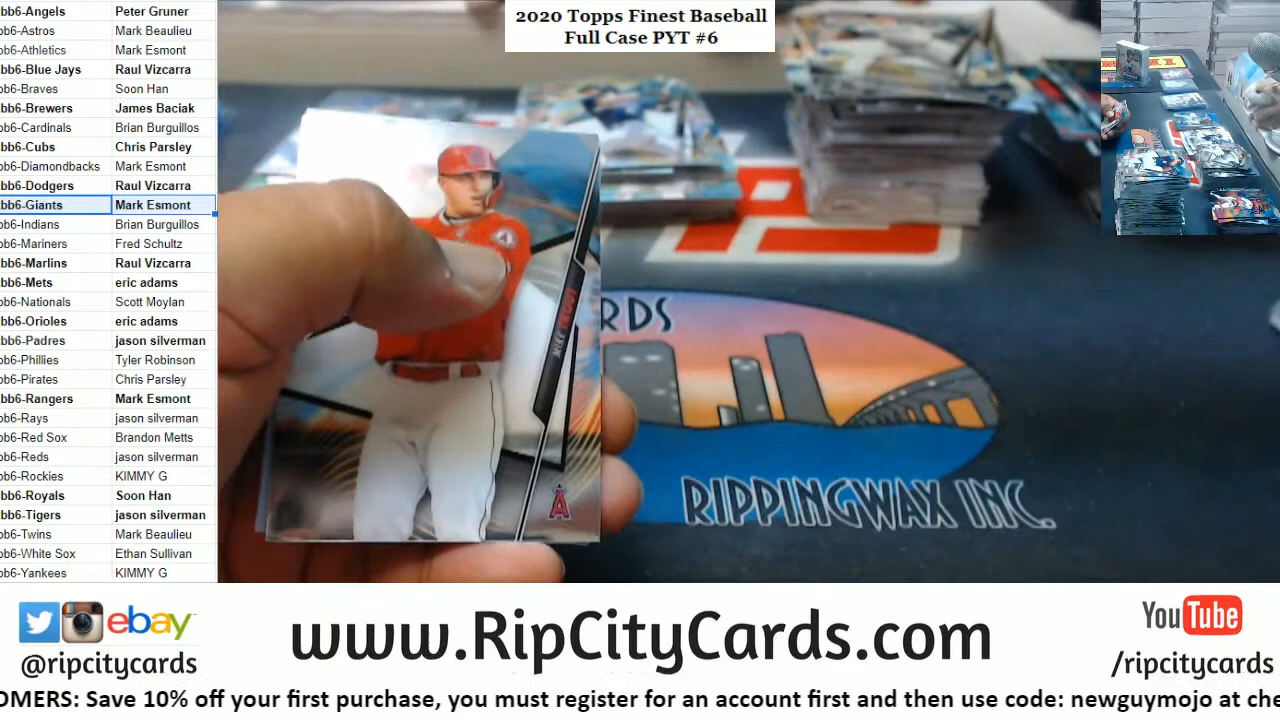 bb6-Angels Peter Gruner
bb6-Astros Mark Beaulieu
bb6-Athletics Mark Esmont
bb6-Blue Jays Raul Vizcarra
bb6-Braves Soon Han
bb6-Brewers James Baciak
bb6-Cardinals Brian Burguillos
bb6-Cubs Chris Parsley
bb6-Diamondbacks Mark Esmont
bb6-Dodgers Raul Vizcarra
bb6-Giants Mark Esmont
bb6-Indians Brian Burguillos
bb6-Mariners Fred Schultz
bb6-Marlins Raul Vizcarra
bb6-Mets eric adams
bb6-Nationals Scott Moylan
bb6-Orioles eric adams
bb6-Padres jason silverman
bb6-Phillies Tyler Robinson
bb6-Pirates Chris Parsley
bb6-Rangers Mark Esmont
bb6-Rays jason silverman
bb6-Red Sox Brandon Metts
bb6-Reds jason silverman
bb6-Rockies KIMMY G
bb6-Royals Soon Han
bb6-Tigers jason silverman
bb6-Twins Mark Beaulieu
bb6-White Sox Ethan Sullivan
bb6-Yankees KIMMY G
2020 Topps Finest Baseball
Full Case PYT #6
MIKE TROUT
A
RDS
RIPPINGWAX INC.
ebay
@ripcitycards
www.RipCityCards.com
YouTube
/ripcitycards
OMERS: Save 10% off your first purchase, you must register for an account first and then use code: newguymojo at che